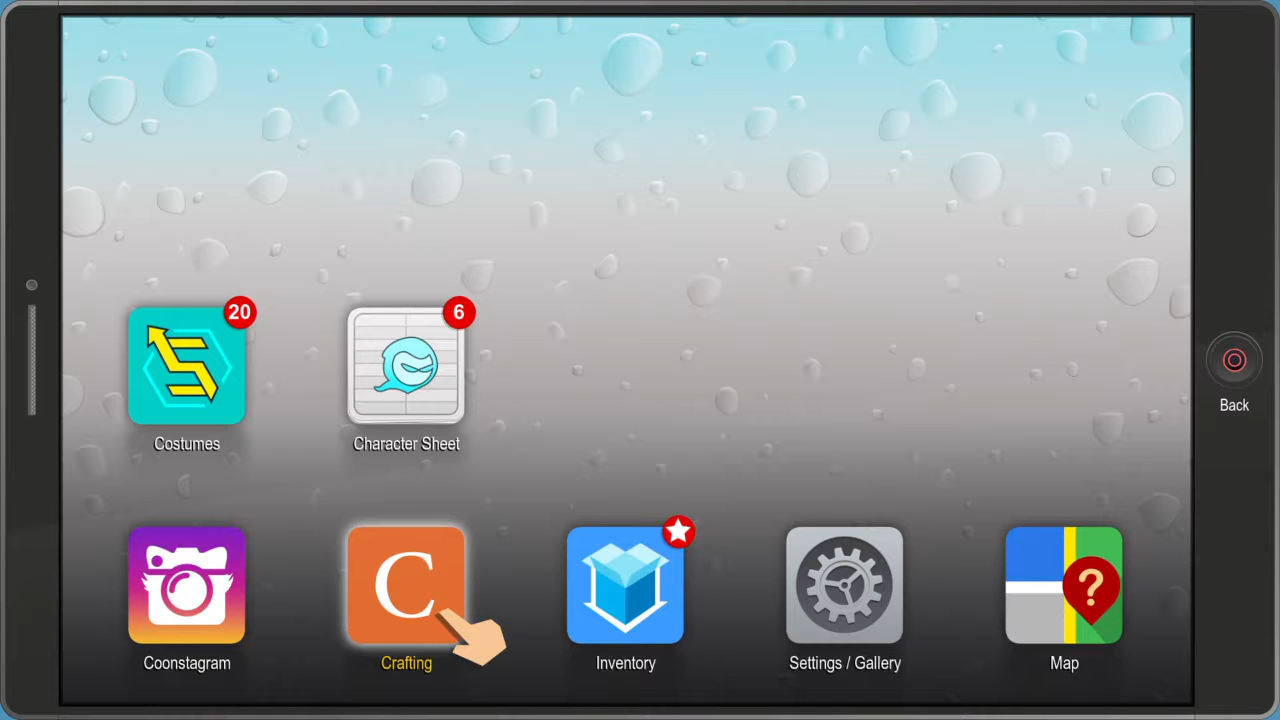 20
6
Costumes
Character Sheet
Back
C
?
Coonstagram
Crafting
Inventory
Settings / Gallery
Map